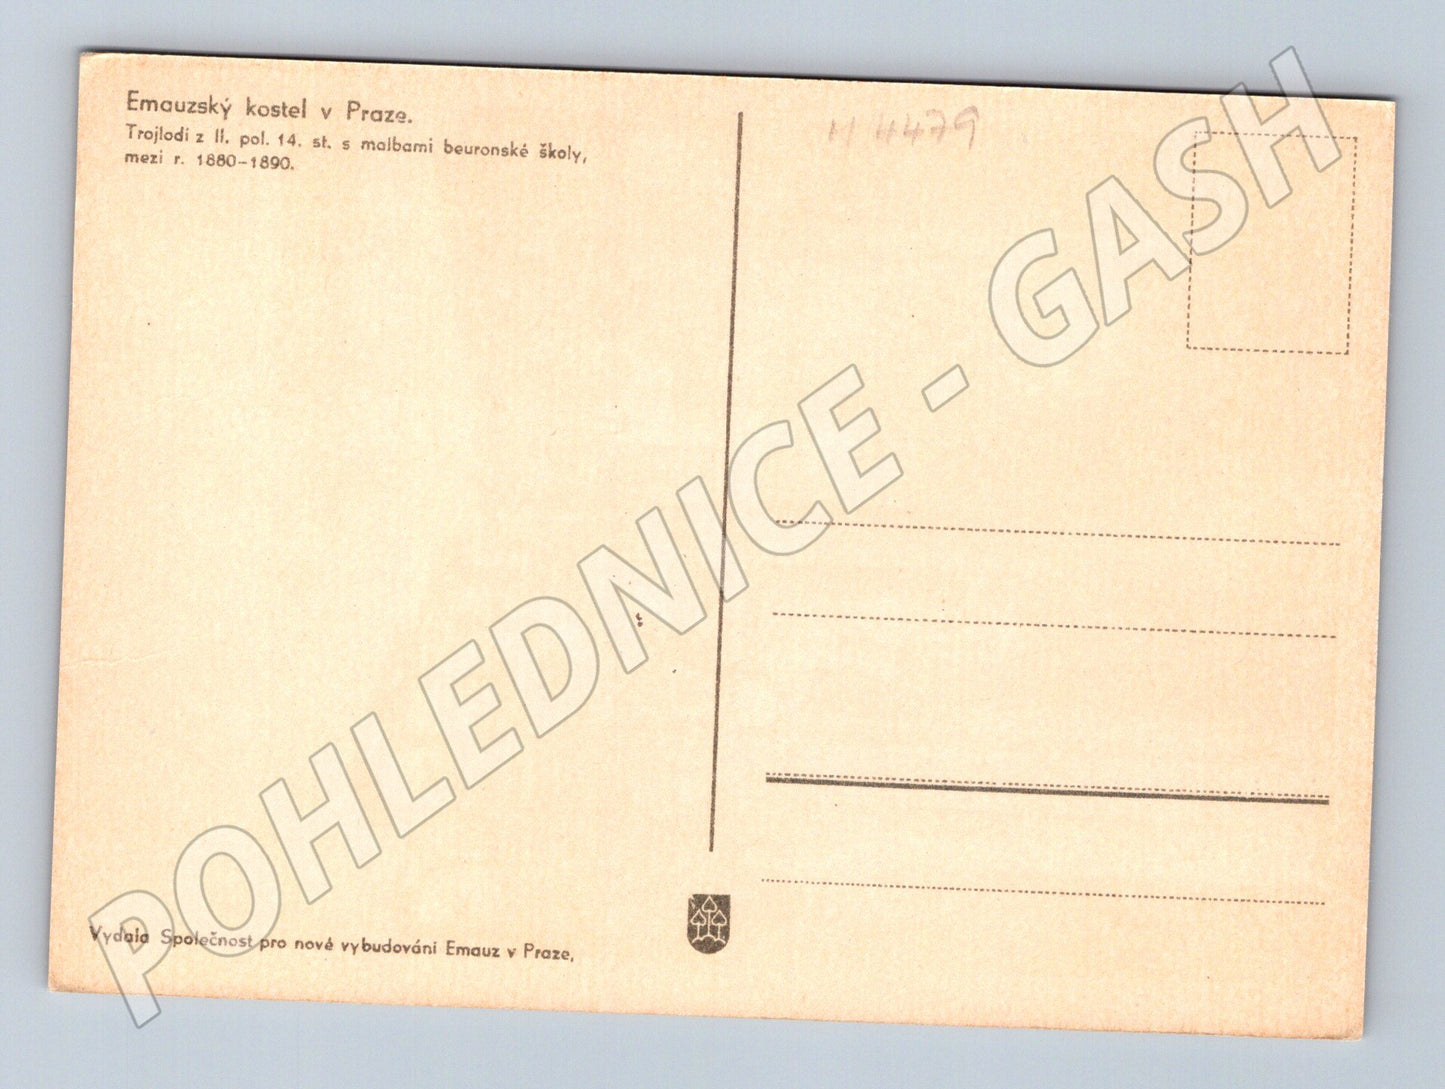 Emauzský kostel v Praze.
Trojlodí z II. pol. 14. st. s malbami beuronské školy,
mezi r. 1880-1890.
H 4479
POHLEDNICE - GASH
Vydala Společnost pro nové vybudování Emauz v Praze,